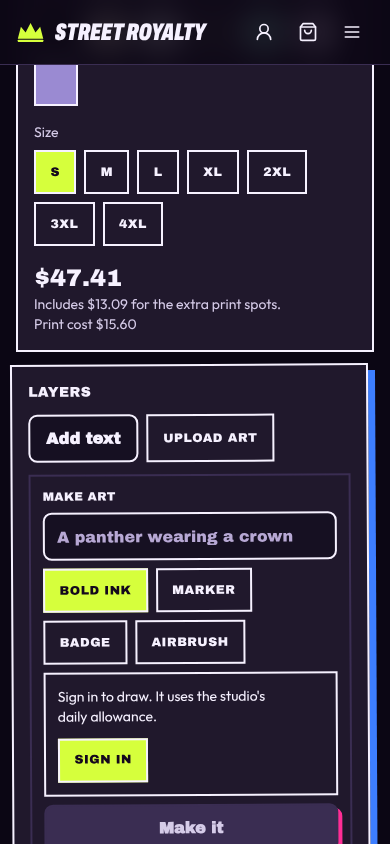 STREET ROYALTY
Size
S
M
L
XL
2XL
3XL
4XL
$47.41
Includes $13.09 for the extra print spots.
Print cost $15.60
LAYERS
Add text
UPLOAD ART
MAKE ART
A panther wearing a crown
BOLD INK
MARKER
BADGE
AIRBRUSH
Sign in to draw. It uses the studio's
daily allowance.
SIGN IN
Make it